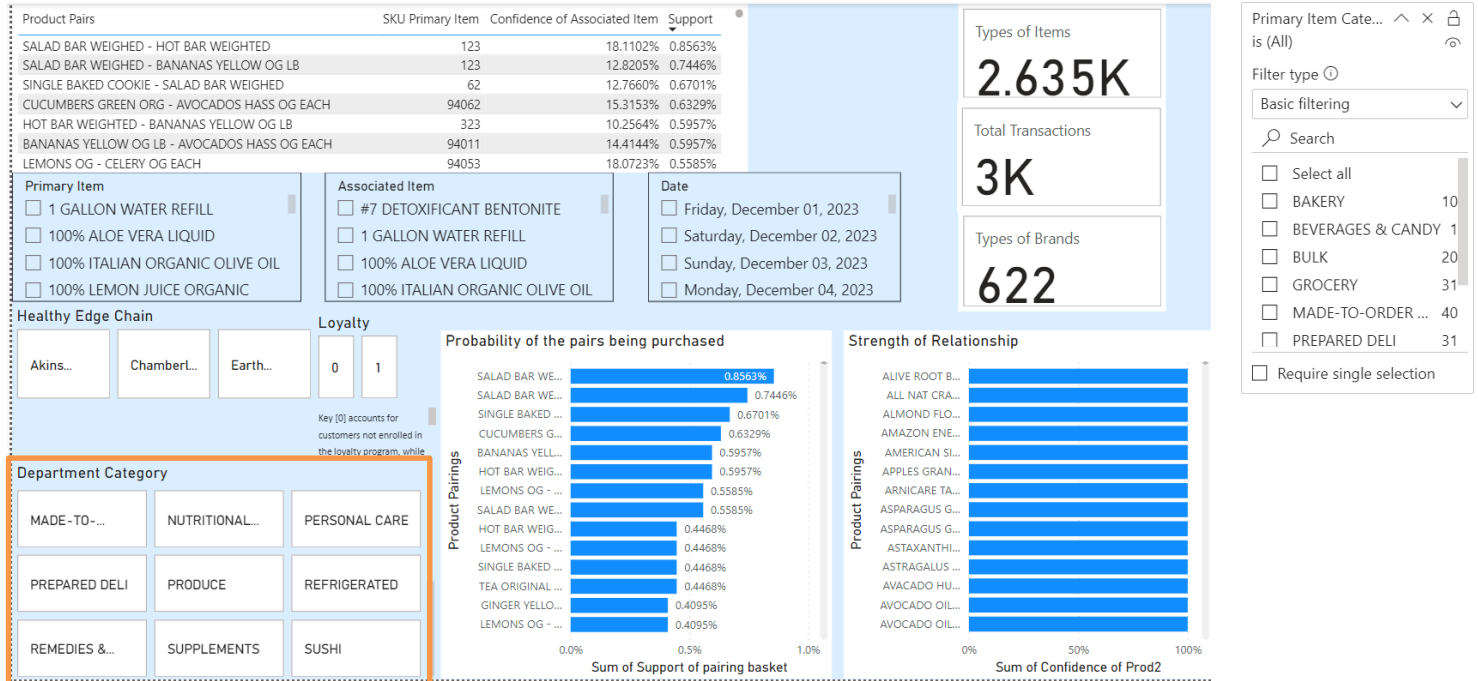 Product Pairs SKU Primary Item Confidence of Associated Item Support
SALAD BAR WEIGHED - HOT BAR WEIGHTED 123 18.1102% 0.8563%
SALAD BAR WEIGHED - BANANAS YELLOW OG LB 123 12.8205% 0.7446%
SINGLE BAKED COOKIE - SALAD BAR WEIGHED 62 12.7660% 0.6701%
CUCUMBERS GREEN ORG - AVOCADOS HASS OG EACH 94062 15.3153% 0.6329%
HOT BAR WEIGHTED - BANANAS YELLOW OG LB 323 10.2564% 0.5957%
BANANAS YELLOW OG LB - AVOCADOS HASS OG EACH 94011 14.4144% 0.5957%
LEMONS OG - CELERY OG EACH 94053 18.0723% 0.5585%
Types of Items
2.635K
Total Transactions
3K
Types of Brands
622
Primary Item
1 GALLON WATER REFILL
100% ALOE VERA LIQUID
100% ITALIAN ORGANIC OLIVE OIL
100% LEMON JUICE ORGANIC
Associated Item
#7 DETOXIFICANT BENTONITE
1 GALLON WATER REFILL
100% ALOE VERA LIQUID
100% ITALIAN ORGANIC OLIVE OIL
Date
Friday, December 01, 2023
Saturday, December 02, 2023
Sunday, December 03, 2023
Monday, December 04, 2023
Healthy Edge Chain
Akins...
Chamberl...
Earth...
Loyalty
0
1
Key [0] accounts for
customers not enrolled in
the loyalty program, while
Department Category
MADE-TO-...
NUTRITIONAL...
PERSONAL CARE
PREPARED DELI
PRODUCE
REFRIGERATED
REMEDIES &...
SUPPLEMENTS
SUSHI
Probability of the pairs being purchased
Product Pairings
SALAD BAR WE... 0.8563%
SALAD BAR WE... 0.7446%
SINGLE BAKED ... 0.6701%
CUCUMBERS G... 0.6329%
BANANAS YELL... 0.5957%
HOT BAR WEIG... 0.5957%
LEMONS OG - ... 0.5585%
SALAD BAR WE... 0.5585%
HOT BAR WEIG... 0.4468%
LEMONS OG - ... 0.4468%
SINGLE BAKED ... 0.4468%
TEA ORIGINAL ... 0.4468%
GINGER YELLO... 0.4095%
LEMONS OG - ... 0.4095%
0.0% 0.5% 1.0%
Sum of Support of pairing basket
Strength of Relationship
Product Pairings
ALIVE ROOT B...
ALL NAT CRA...
ALMOND FLO...
AMAZON ENE...
AMERICAN SI...
APPLES GRAN...
ARNICARE TA...
ASPARAGUS G...
ASPARAGUS G...
ASTAXANTHI...
ASTRAGALUS ...
AVACADO HU...
AVOCADO OIL...
AVOCADO OIL...
0% 50% 100%
Sum of Confidence of Prod2
Primary Item Cate...
is (All)
Filter type
Basic filtering
Search
Select all
BAKERY 10
BEVERAGES & CANDY 1
BULK 20
GROCERY 31
MADE-TO-ORDER ... 40
PREPARED DELI 31
Require single selection